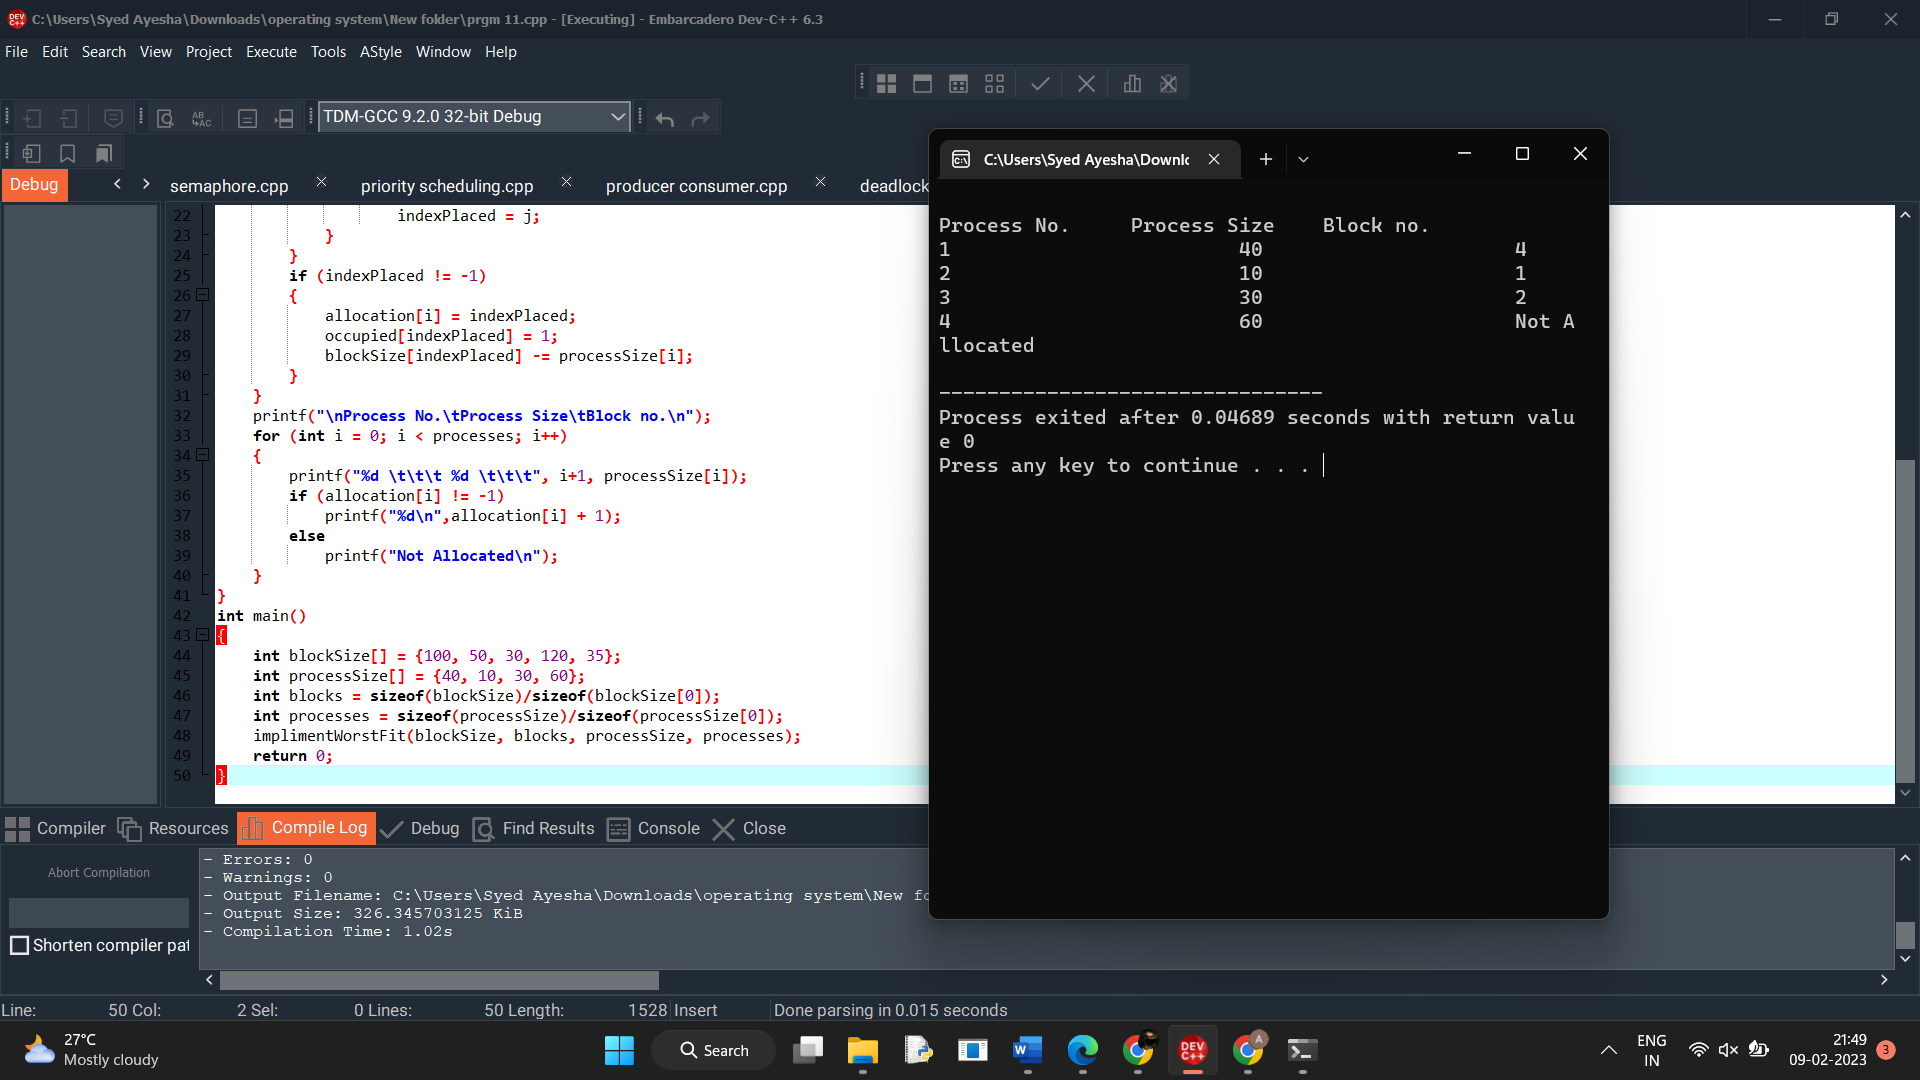 C:\Users\Syed Ayesha\Downloads\operating system\New folder\prgm 11.cpp - [Executing] - Embarcadero Dev-C++ 6.3
File Edit Search View Project Execute Tools AStyle Window Help
TDM-GCC 9.2.0 32-bit Debug
Debug
semaphore.cpp
priority scheduling.cpp
producer consumer.cpp
deadlock
22 indexPlaced = j;
23 }
24 }
25 if (indexPlaced != -1)
26 {
27 allocation[i] = indexPlaced;
28 occupied[indexPlaced] = 1;
29 blockSize[indexPlaced] -= processSize[i];
30 }
31 }
32 printf("\nProcess No.\tProcess Size\tBlock no.\n");
33 for (int i = 0; i < processes; i++)
34 {
35 printf("%d \t\t\t %d \t\t\t", i+1, processSize[i]);
36 if (allocation[i] != -1)
37 printf("%d\n",allocation[i] + 1);
38 else
39 printf("Not Allocated\n");
40 }
41 }
42 int main()
43 {
44 int blockSize[] = {100, 50, 30, 120, 35};
45 int processSize[] = {40, 10, 30, 60};
46 int blocks = sizeof(blockSize)/sizeof(blockSize[0]);
47 int processes = sizeof(processSize)/sizeof(processSize[0]);
48 implimentWorstFit(blockSize, blocks, processSize, processes);
49 return 0;
50 }
C:\Users\Syed Ayesha\Downlc
Process No. Process Size Block no.
1 40 4
2 10 1
3 30 2
4 60 Not A
llocated
--------------------------------
Process exited after 0.04689 seconds with return valu
e 0
Press any key to continue . . .
Compiler Resources Compile Log Debug Find Results Console Close
Abort Compilation
Shorten compiler pat
- Errors: 0
- Warnings: 0
- Output Filename: C:\Users\Syed Ayesha\Downloads\operating system\New fo
- Output Size: 326.345703125 KiB
- Compilation Time: 1.02s
Line: 50 Col: 2 Sel: 0 Lines: 50 Length: 1528 Insert Done parsing in 0.015 seconds
27°C
Mostly cloudy
Search
ENG
IN
21:49
09-02-2023
3